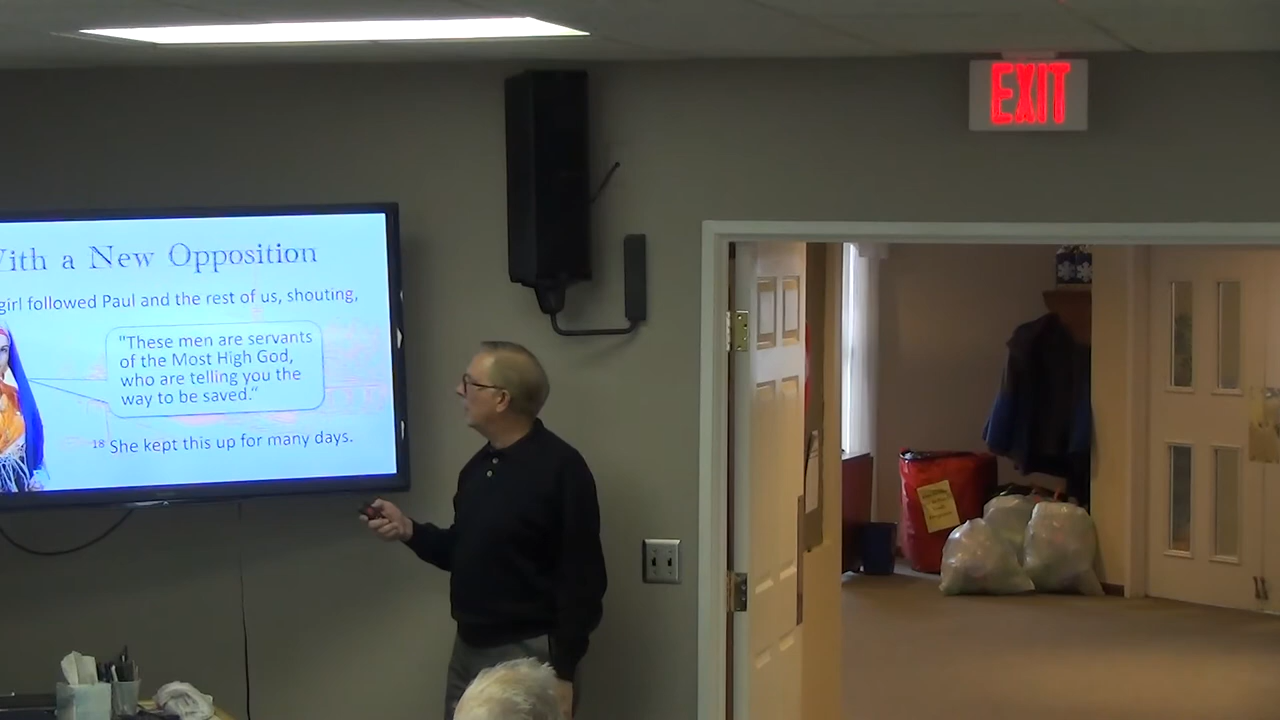 EXIT
With a New Opposition
girl followed Paul and the rest of us, shouting,
"These men are servants
of the Most High God,
who are telling you the
way to be saved."
18 She kept this up for many days.